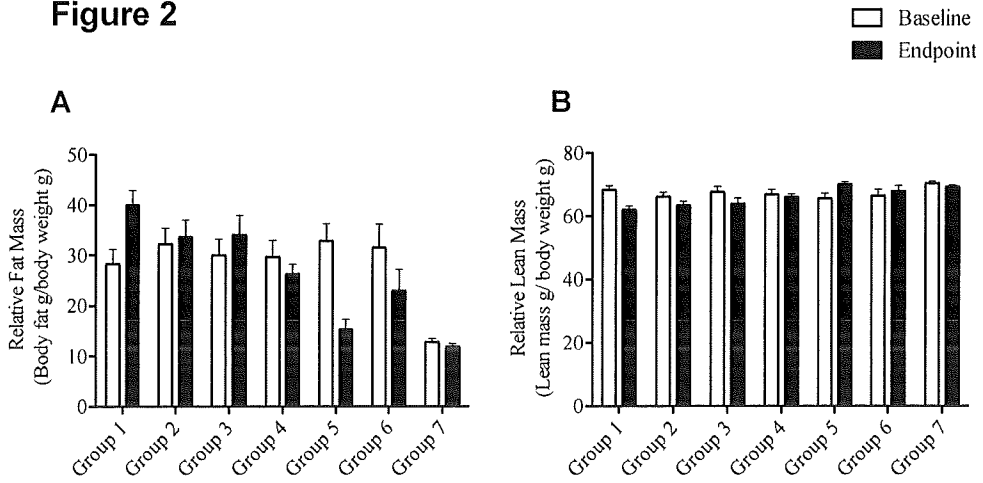 Figure 2
Baseline
Endpoint
A
Relative Fat Mass
(Body fat g/body weight g)
50
40
30
20
10
0
Group 1
Group 2
Group 3
Group 4
Group 5
Group 6
Group 7
B
Relative Lean Mass
(Lean mass g/ body weight g)
80
60
40
20
0
Group 1
Group 2
Group 3
Group 4
Group 5
Group 6
Group 7